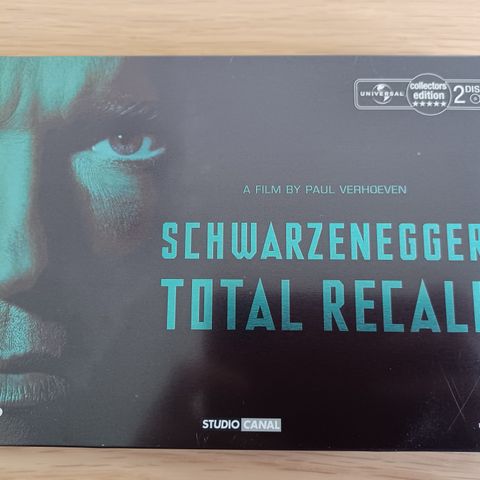 UNIVERSAL
collectors
edition
2 DIS
A FILM BY PAUL VERHOEVEN
SCHWARZENEGGER
TOTAL RECALL
STUDIO CANAL